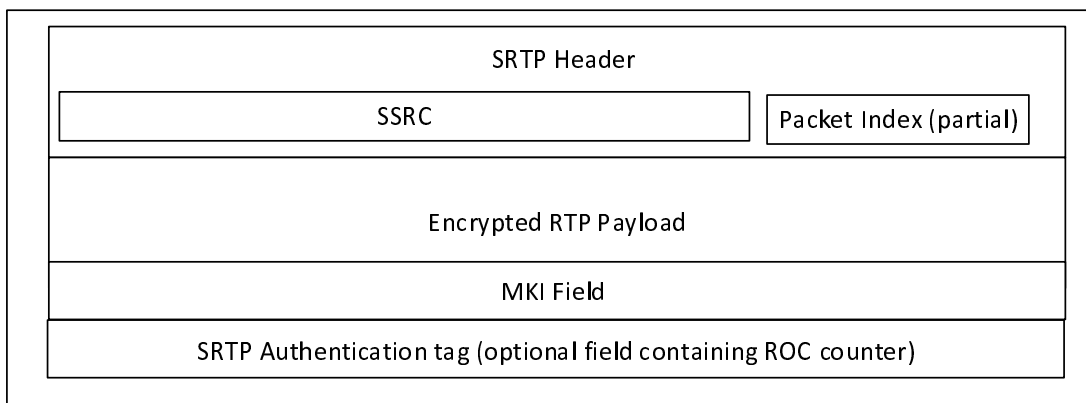 SRTP Header
SSRC
Packet Index (partial)
Encrypted RTP Payload
MKI Field
SRTP Authentication tag (optional field containing ROC counter)